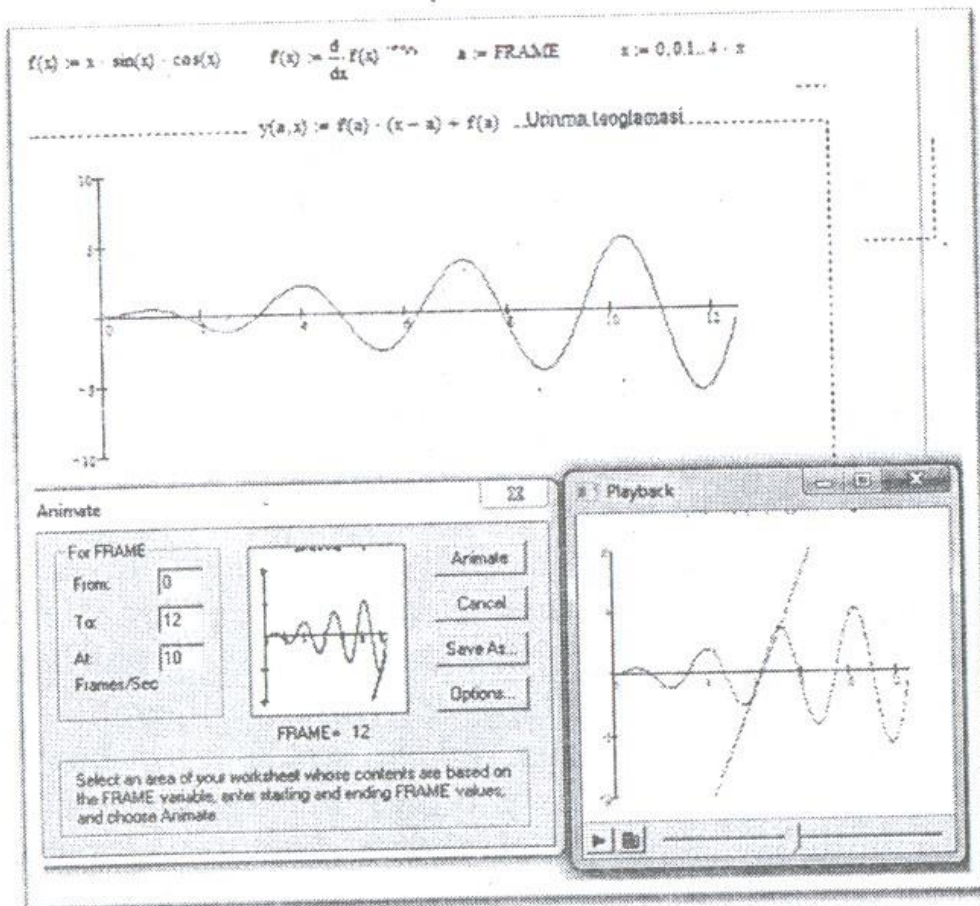 f(x) := x · sin(x) · cos(x) f(x) := d/dx f(x) a := FRAME x := 0,0.1..4 · π
y(a,x) := f(a) · (x − a) + f(a) Urinma teoglamasi
10
5
0 2 4 6 8 10 12
-5
-10
Animate
For FRAME
From: 0
To: 12
At: 10
Frames/Sec
FRAME= 12
Animate
Cancel
Save As...
Options...
Select an area of your worksheet whose contents are based on
the FRAME variable, enter starting and ending FRAME values,
and choose Animate
Playback